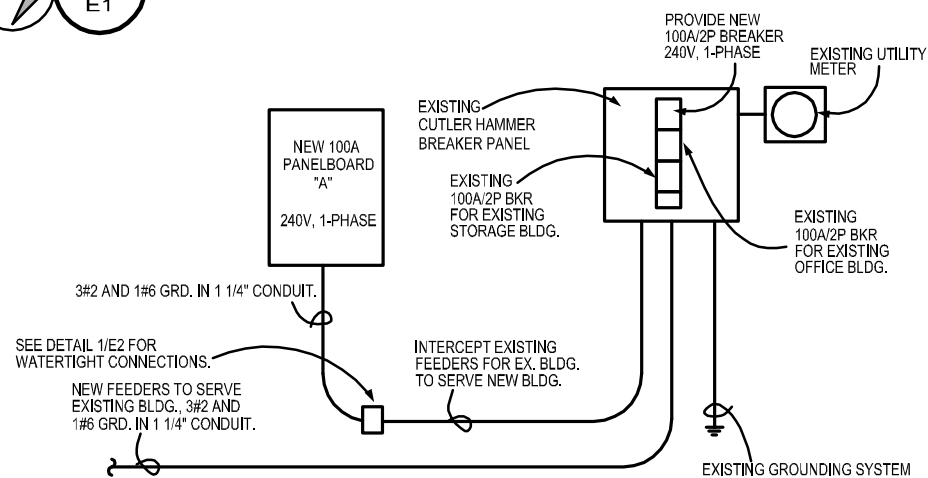 E1
PROVIDE NEW
100A/2P BREAKER
240V, 1-PHASE
EXISTING UTILITY
METER
EXISTING
CUTLER HAMMER
BREAKER PANEL
NEW 100A
PANELBOARD
"A"
240V, 1-PHASE
EXISTING
100A/2P BKR
FOR EXISTING
STORAGE BLDG.
EXISTING
100A/2P BKR
FOR EXISTING
OFFICE BLDG.
3#2 AND 1#6 GRD. IN 1 1/4" CONDUIT.
SEE DETAIL 1/E2 FOR
WATERTIGHT CONNECTIONS.
INTERCEPT EXISTING
FEEDERS FOR EX. BLDG.
TO SERVE NEW BLDG.
NEW FEEDERS TO SERVE
EXISTING BLDG., 3#2 AND
1#6 GRD. IN 1 1/4" CONDUIT.
EXISTING GROUNDING SYSTEM